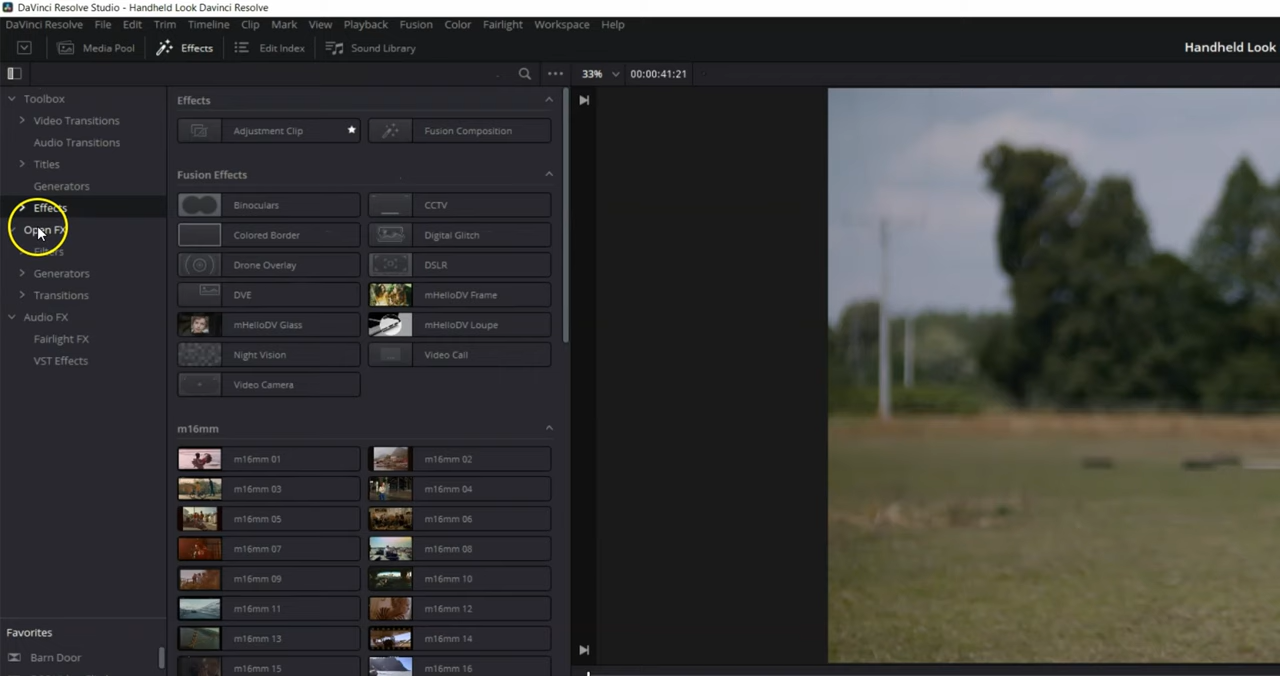 DaVinci Resolve Studio - Handheld Look Davinci Resolve
DaVinci Resolve File Edit Trim Timeline Clip Mark View Playback Fusion Color Fairlight Workspace Help
Media Pool Effects Edit Index Sound Library Handheld Look
33% 00:00:41:21
Toolbox
Video Transitions
Audio Transitions
Titles
Generators
Effects
Open FX
Filters
Generators
Transitions
Audio FX
Fairlight FX
VST Effects
Favorites
Barn Door
Effects
Adjustment Clip Fusion Composition
Fusion Effects
Binoculars CCTV
Colored Border Digital Glitch
Drone Overlay DSLR
DVE mHelloDV Frame
mHelloDV Glass mHelloDV Loupe
Night Vision Video Call
Video Camera
m16mm
m16mm 01 m16mm 02
m16mm 03 m16mm 04
m16mm 05 m16mm 06
m16mm 07 m16mm 08
m16mm 09 m16mm 10
m16mm 11 m16mm 12
m16mm 13 m16mm 14
m16mm 15 m16mm 16